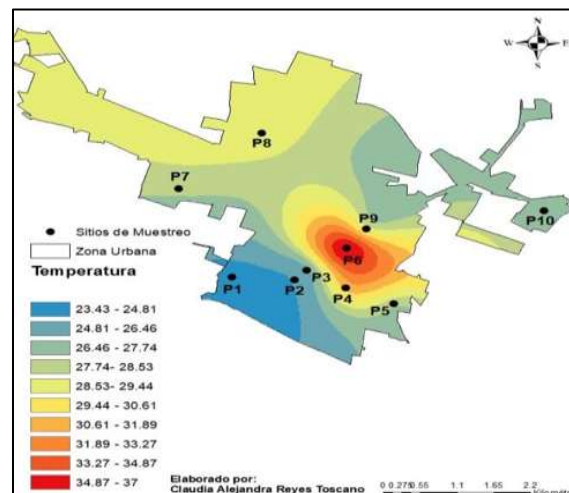 N
W E
S
P8
P7
P9
P10
P6
P3
P1
P2
P4
P5
Sitios de Muestreo
Zona Urbana
Temperatura
23.43 - 24.81
24.81 - 26.46
26.46 - 27.74
27.74- 28.53
28.53- 29.44
29.44 - 30.61
30.61 - 31.89
31.89 - 33.27
33.27 - 34.87
34.87 - 37
Elaborado por:
Claudia Alejandra Reyes Toscano
0 0.275 0.55 1.1 1.65 2.2